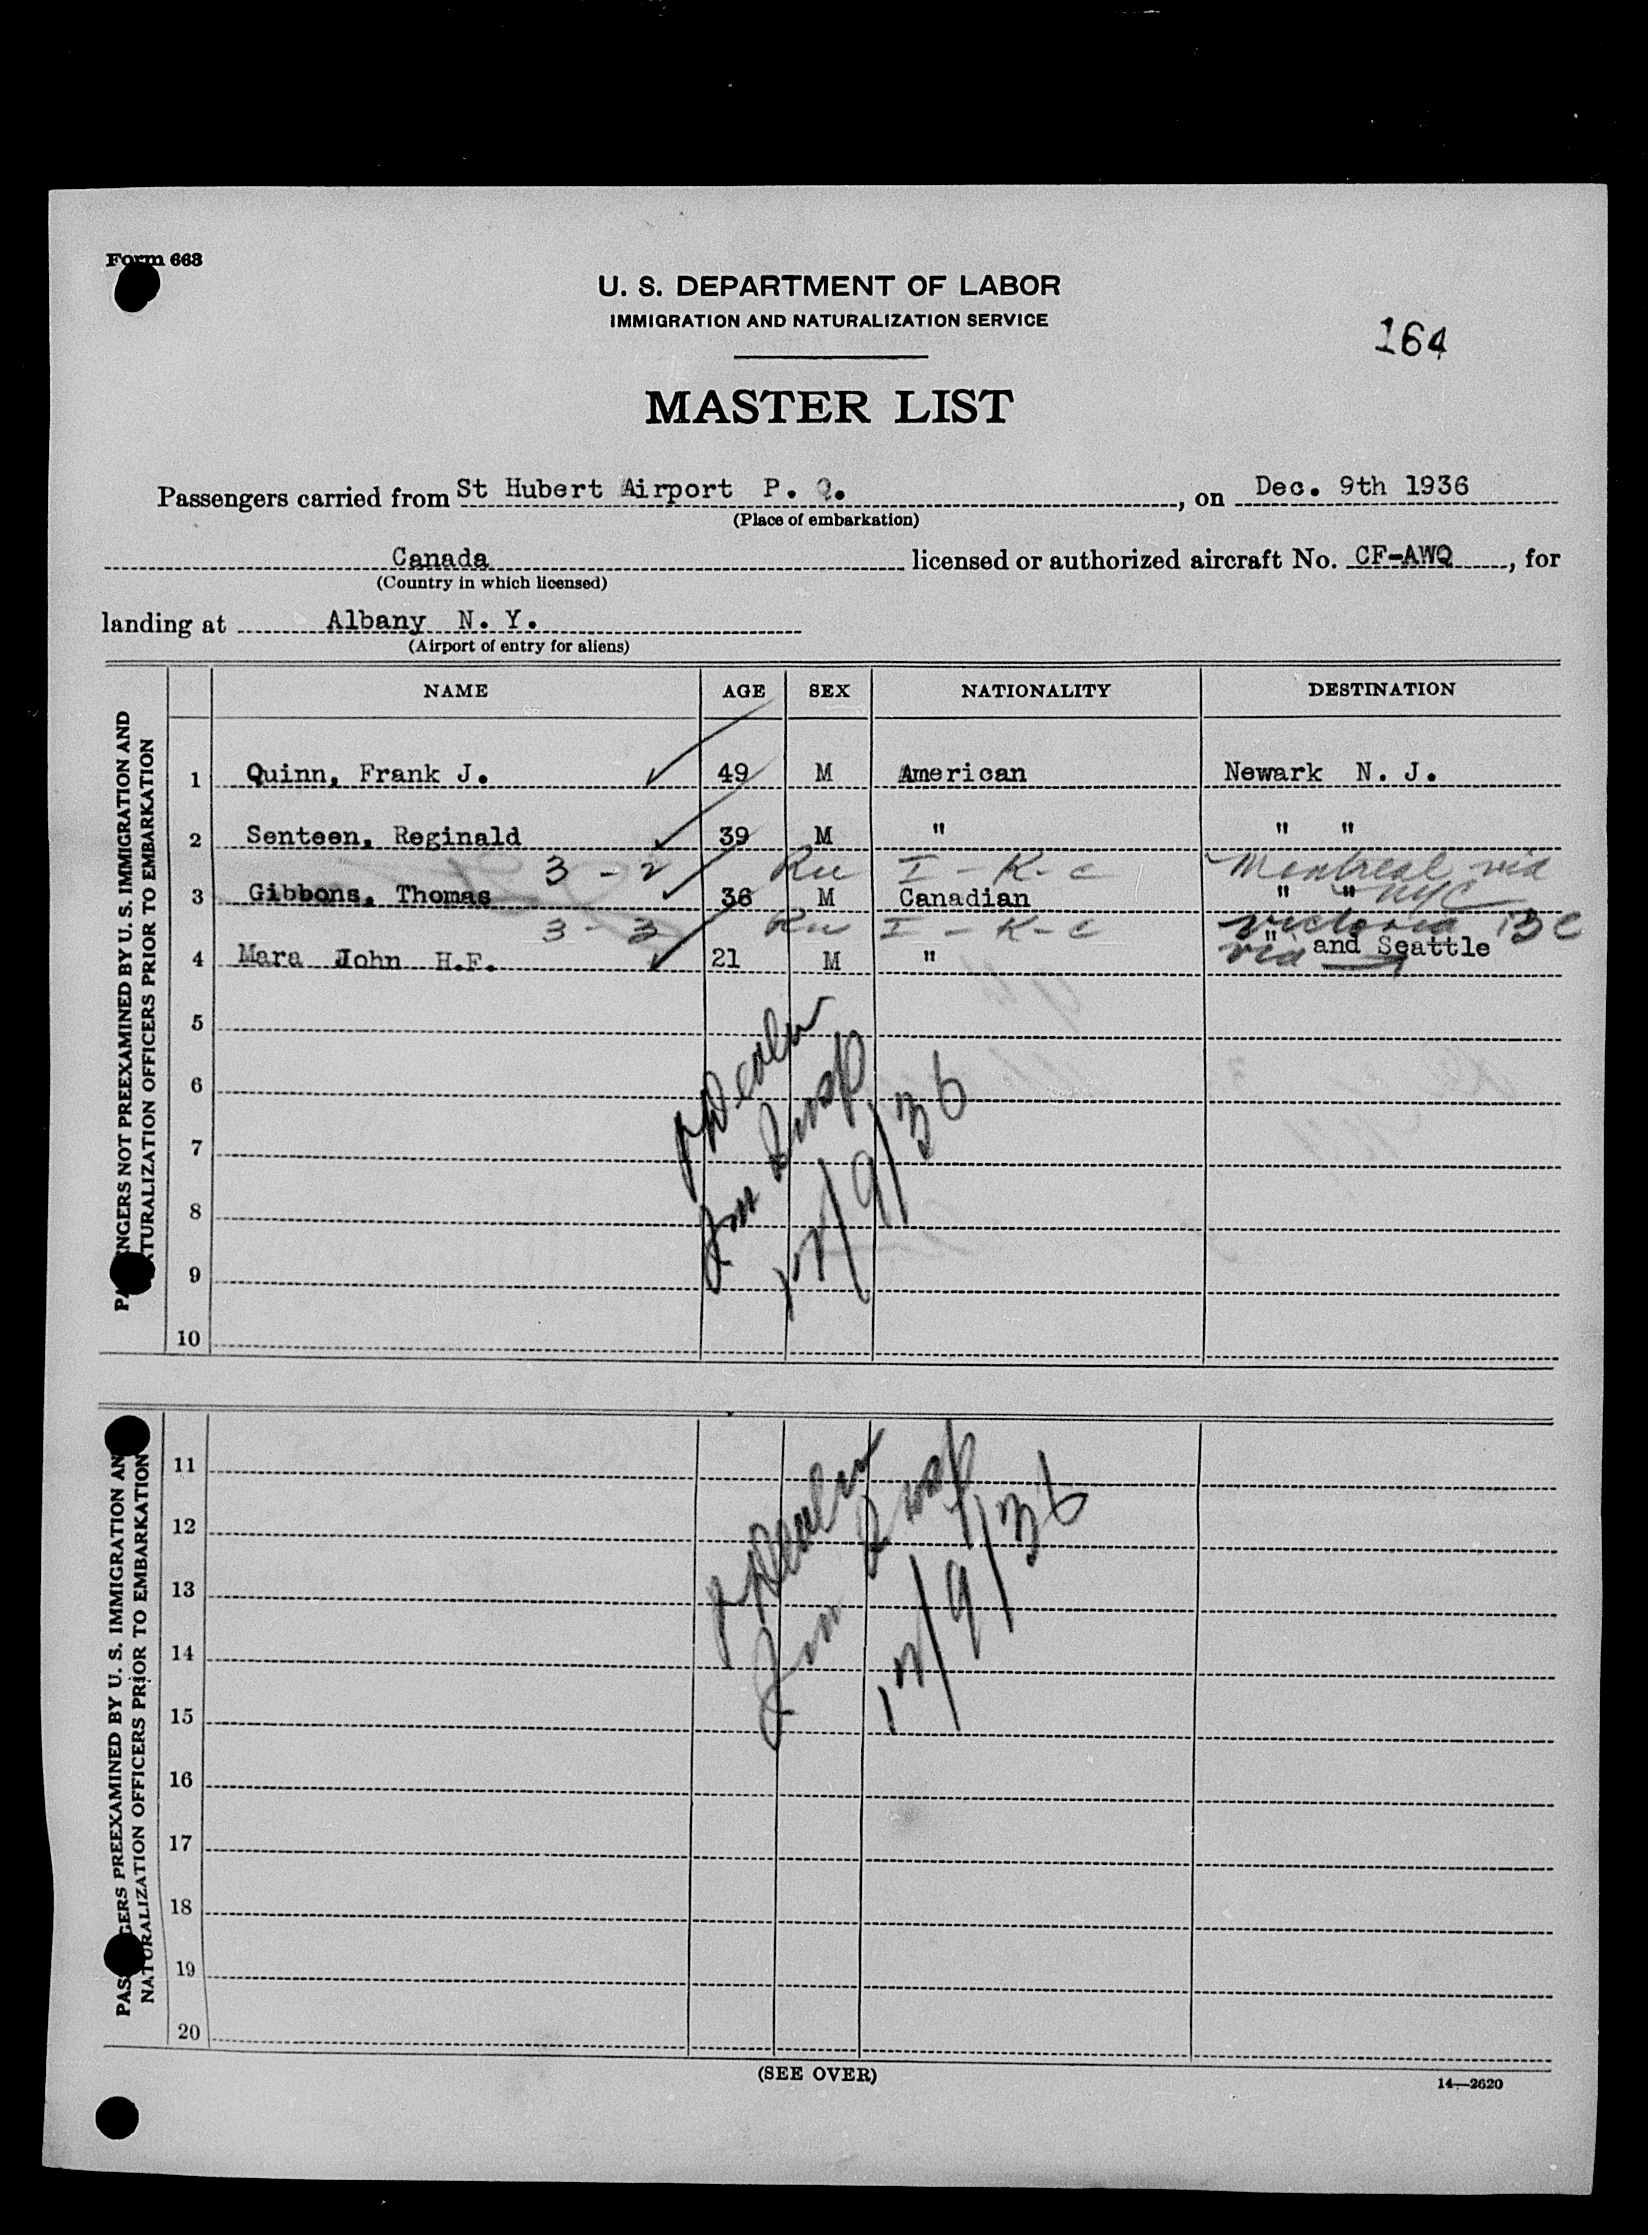 Form 663
U. S. DEPARTMENT OF LABOR
IMMIGRATION AND NATURALIZATION SERVICE
164
MASTER LIST
Passengers carried from St Hubert Airport P. Q. , on Dec. 9th 1936
(Place of embarkation)
Canada licensed or authorized aircraft No. CF-AWQ , for
(Country in which licensed)
landing at Albany N. Y.
(Airport of entry for aliens)
PASSENGERS NOT PREEXAMINED BY U. S. IMMIGRATION AND
NATURALIZATION OFFICERS PRIOR TO EMBARKATION
NAME AGE SEX NATIONALITY DESTINATION
1 Quinn, Frank J. 49 M American Newark N. J.
2 Senteen, Reginald 39 M " " "
3 - 2 I - K - C Montreal via
3 Gibbons, Thomas 36 M Canadian " " NYC
3 - 3 I - K - C Victoria BC
4 Mara John H.F. 21 M " via " and Seattle
5
6
7
8
9
10
Imm Insp
12/9/36
PASSENGERS PREEXAMINED BY U. S. IMMIGRATION AND
NATURALIZATION OFFICERS PRIOR TO EMBARKATION
11
12
13
14
15
16
17
18
19
20
Imm Insp
12/9/36
(SEE OVER)
14—2620